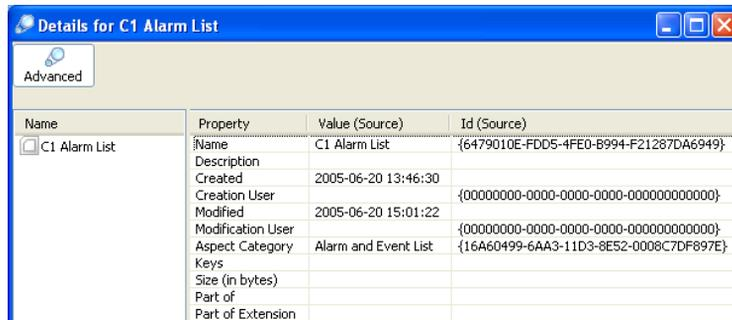 Details for C1 Alarm List
Advanced
Name
C1 Alarm List
Property Value (Source) Id (Source)
Name C1 Alarm List {6479010E-FDD5-4FE0-B994-F21287DA6949}
Description
Created 2005-06-20 13:46:30
Creation User {00000000-0000-0000-0000-000000000000}
Modified 2005-06-20 15:01:22
Modification User {00000000-0000-0000-0000-000000000000}
Aspect Category Alarm and Event List {16A60499-6AA3-11D3-8E52-0008C7DF897E}
Keys
Size (in bytes)
Part of
Part of Extension